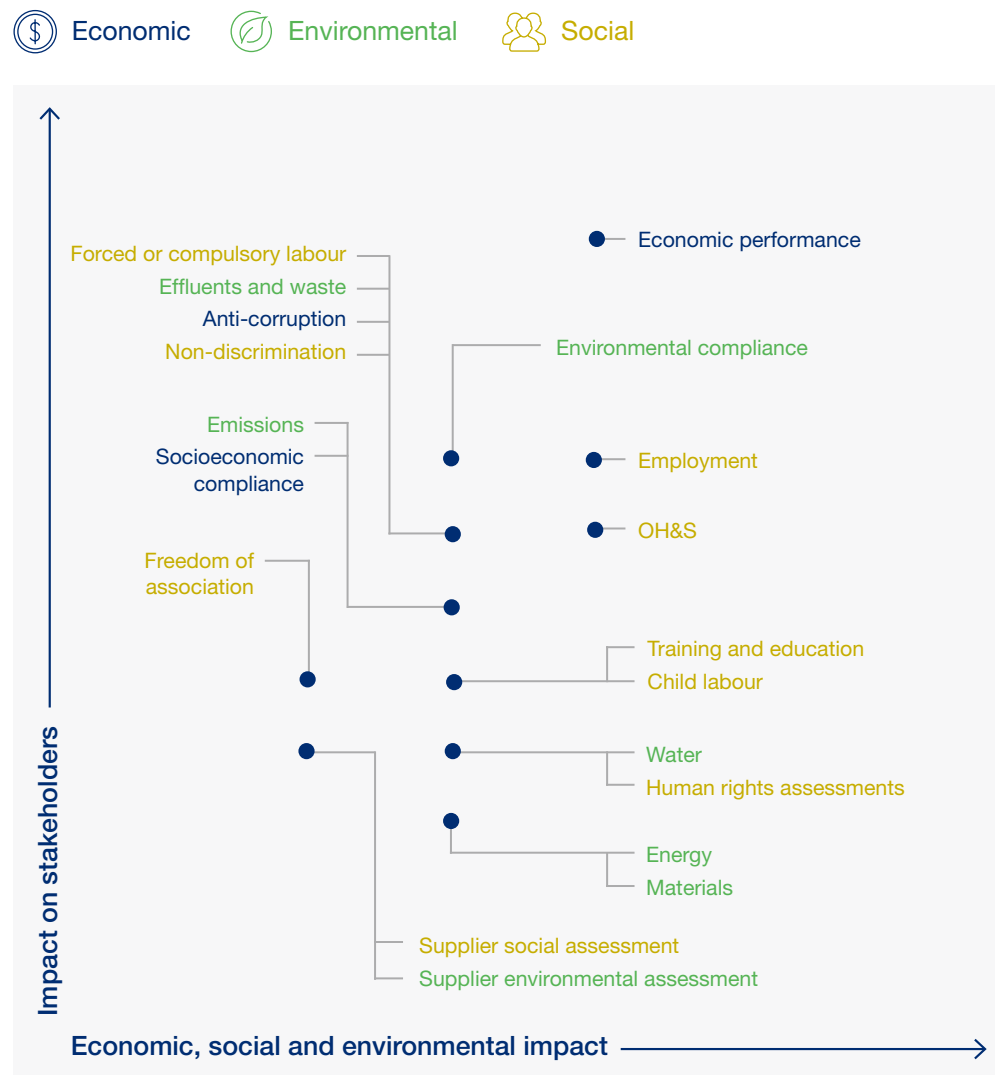 $ Economic Environmental Social
Forced or compulsory labour
Effluents and waste
Anti-corruption
Non-discrimination
Economic performance
Environmental compliance
Emissions
Socioeconomic
compliance
Employment
OH&S
Freedom of
association
Training and education
Child labour
Water
Human rights assessments
Energy
Materials
Supplier social assessment
Supplier environmental assessment
Impact on stakeholders
Economic, social and environmental impact